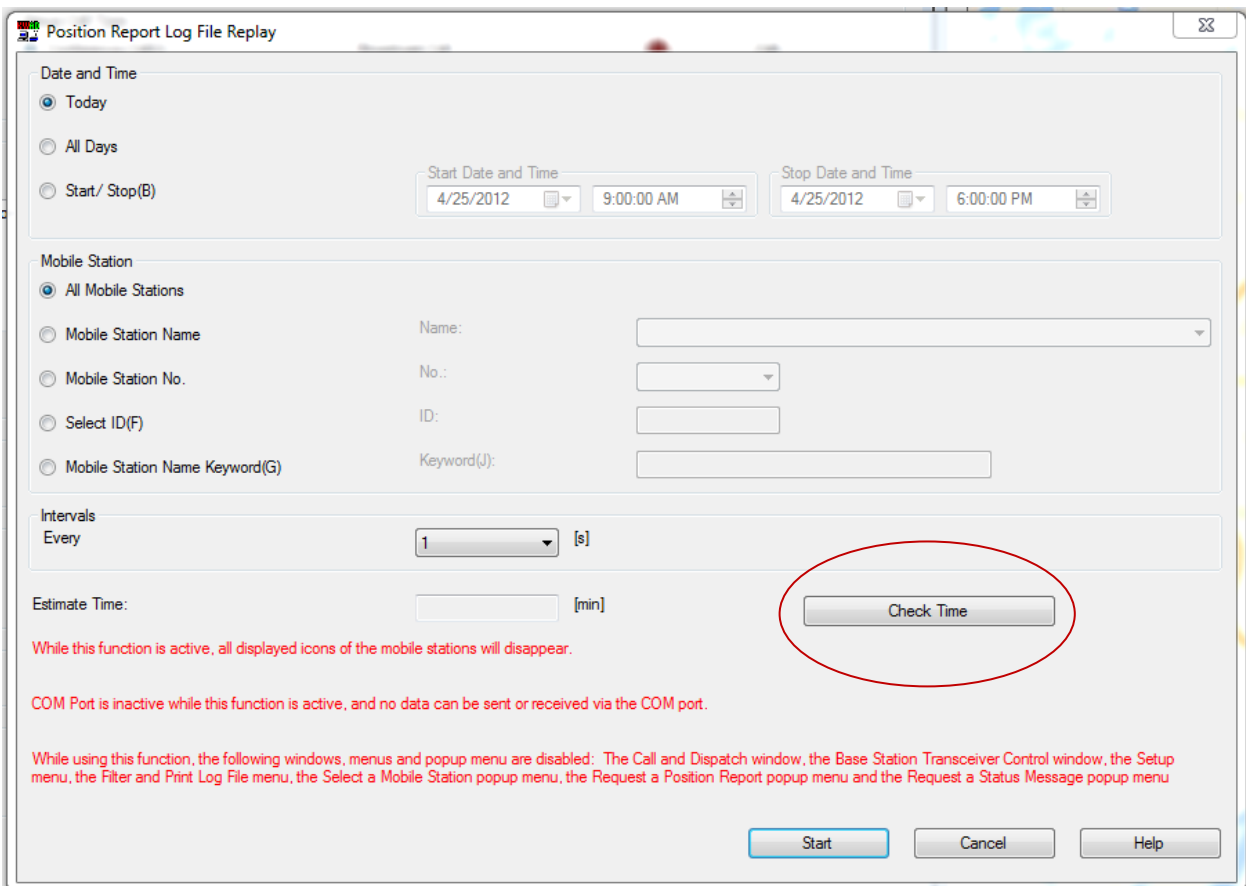 Position Report Log File Replay
Date and Time
Today
All Days
Start/ Stop(B)
Start Date and Time
4/25/2012
9:00:00 AM
Stop Date and Time
4/25/2012
6:00:00 PM
Mobile Station
All Mobile Stations
Mobile Station Name
Name:
Mobile Station No.
No.:
Select ID(F)
ID:
Mobile Station Name Keyword(G)
Keyword(J):
Intervals
Every
1
[s]
Estimate Time:
[min]
Check Time
While this function is active, all displayed icons of the mobile stations will disappear.
COM Port is inactive while this function is active, and no data can be sent or received via the COM port.
While using this function, the following windows, menus and popup menu are disabled:  The Call and Dispatch window, the Base Station Transceiver Control window, the Setup
menu, the Filter and Print Log File menu, the Select a Mobile Station popup menu, the Request a Position Report popup menu and the Request a Status Message popup menu
Start
Cancel
Help